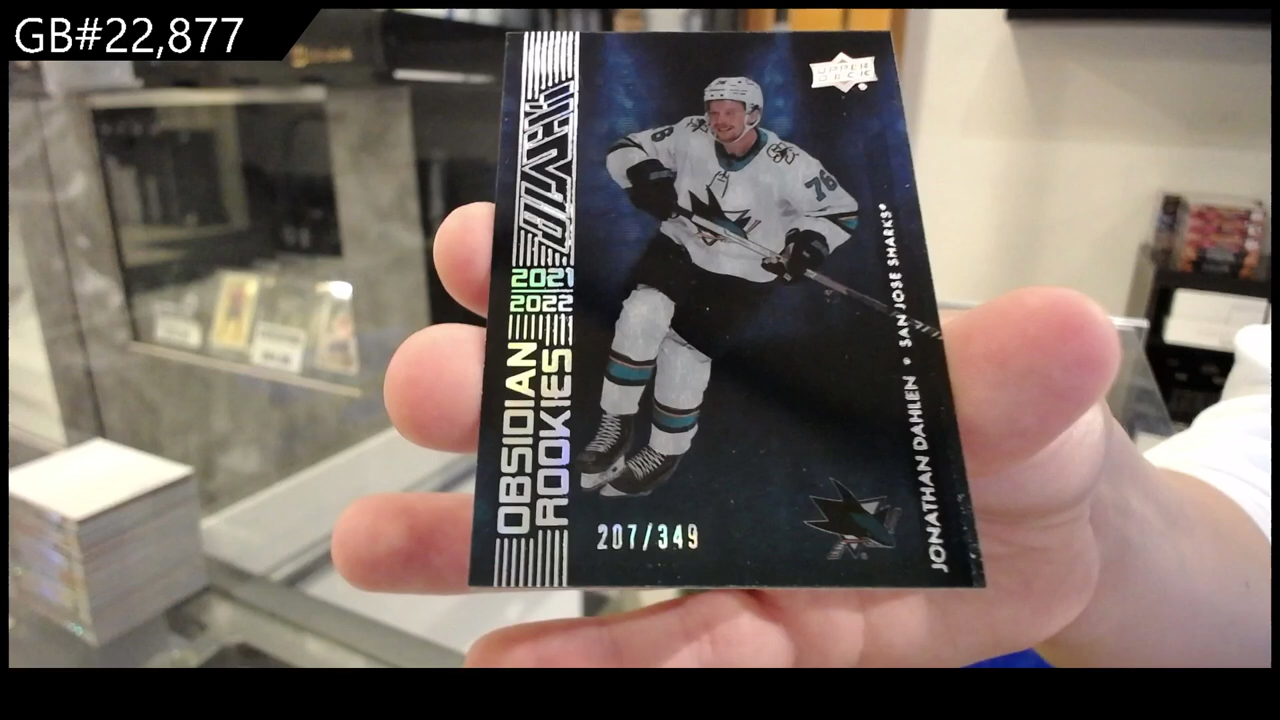 GB#22,877
UPPER
DECK
2021
2022
OBSIDIAN
ROOKIES
76
JONATHAN DAHLEN • SAN JOSE SHARKS
207/349